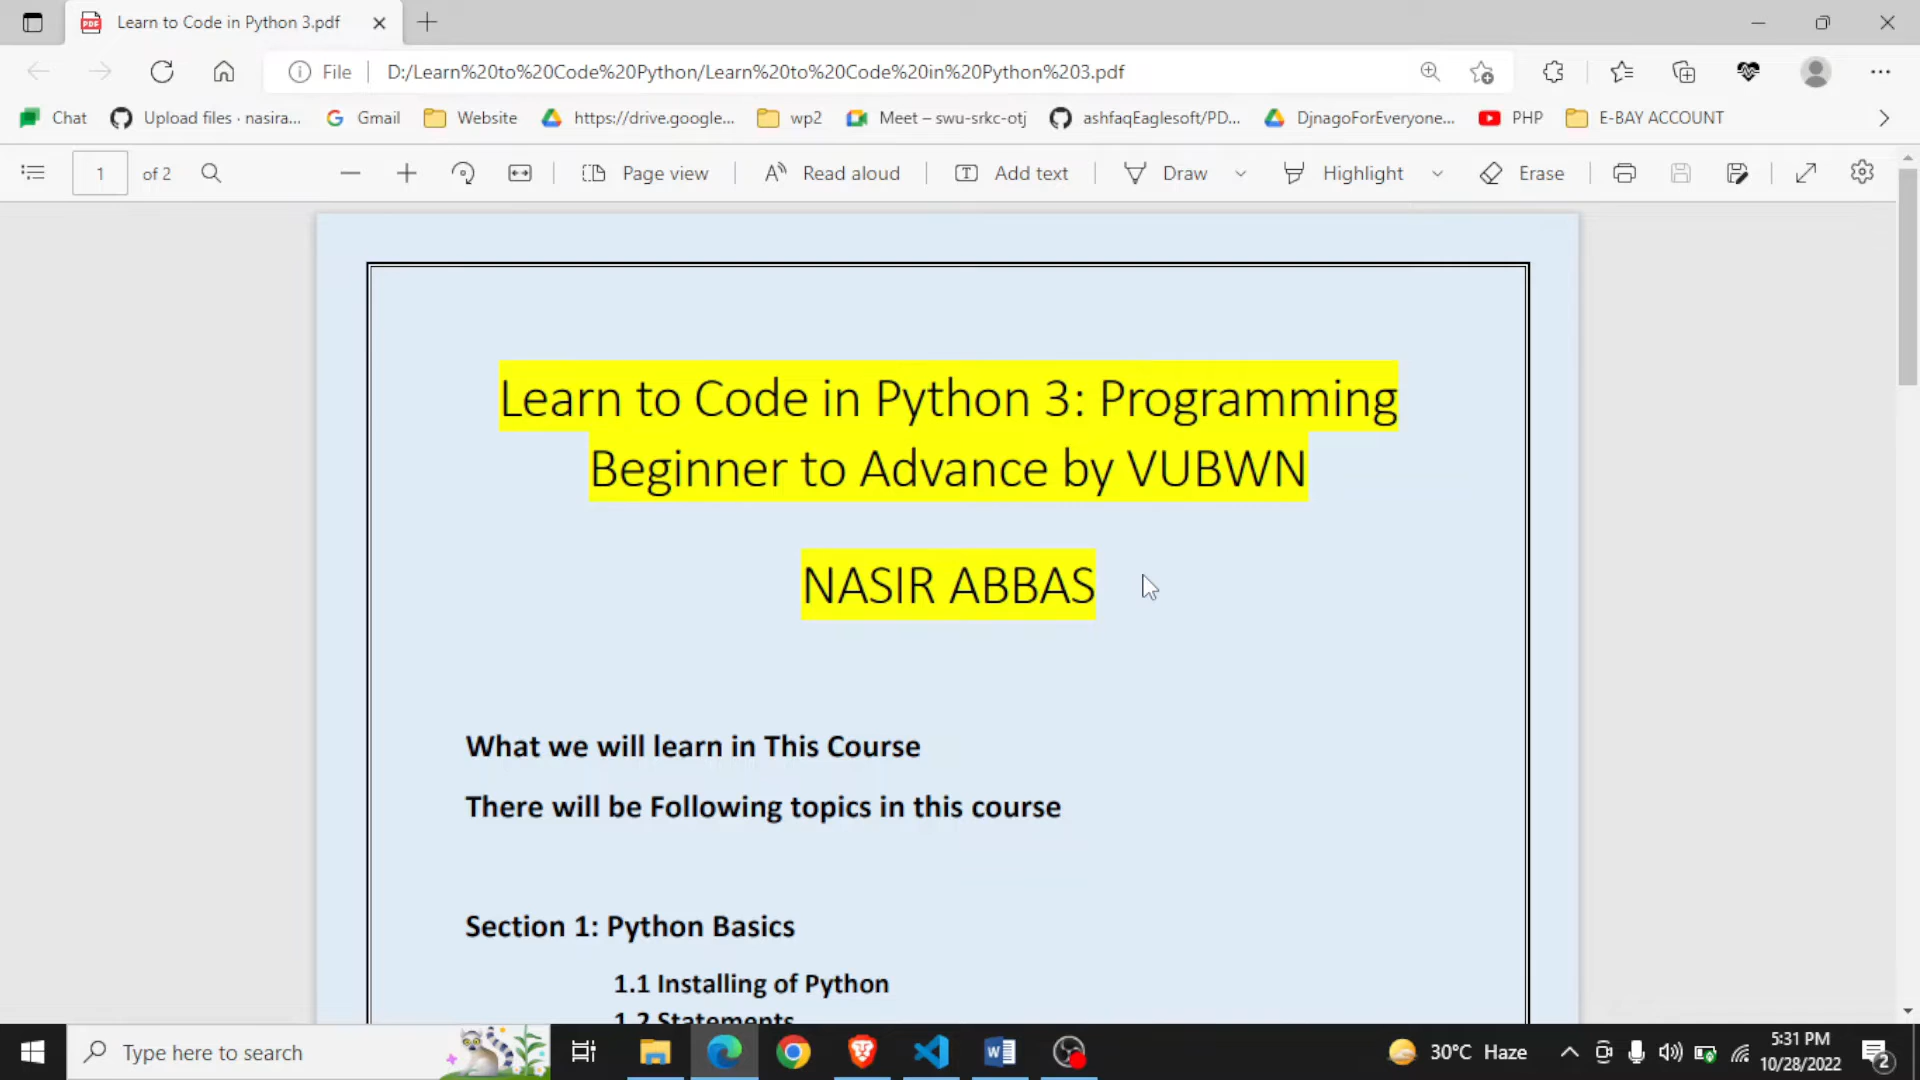 Learn to Code in Python 3.pdf
File
D:/Learn%20to%20Code%20Python/Learn%20to%20Code%20in%20Python%203.pdf
Chat
Upload files · nasira...
Gmail
Website
https://drive.google...
wp2
Meet – swu-srkc-otj
ashfaqEaglesoft/PD...
DjnagoForEveryone...
PHP
E-BAY ACCOUNT
1
of 2
Page view
Read aloud
Add text
Draw
Highlight
Erase
Learn to Code in Python 3: Programming
Beginner to Advance by VUBWN
NASIR ABBAS
What we will learn in This Course
There will be Following topics in this course
Section 1: Python Basics
1.1 Installing of Python
1.2 Statements
Type here to search
30°C Haze
5:31 PM
10/28/2022
2